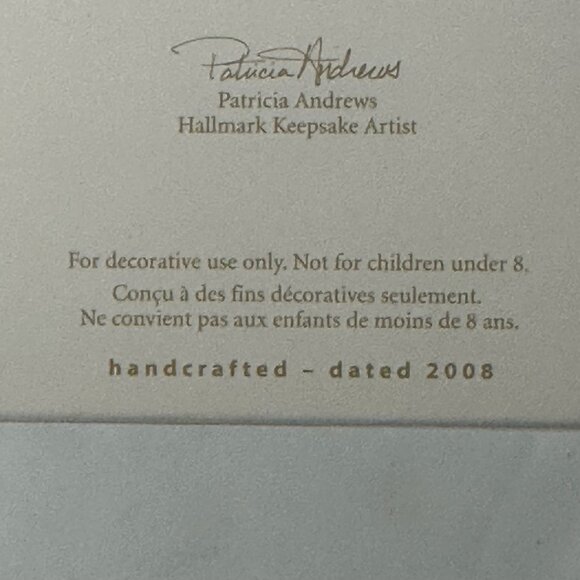 Patricia Andrews
Patricia Andrews
Hallmark Keepsake Artist
For decorative use only. Not for children under 8.
Conçu à des fins décoratives seulement.
Ne convient pas aux enfants de moins de 8 ans.
handcrafted – dated 2008